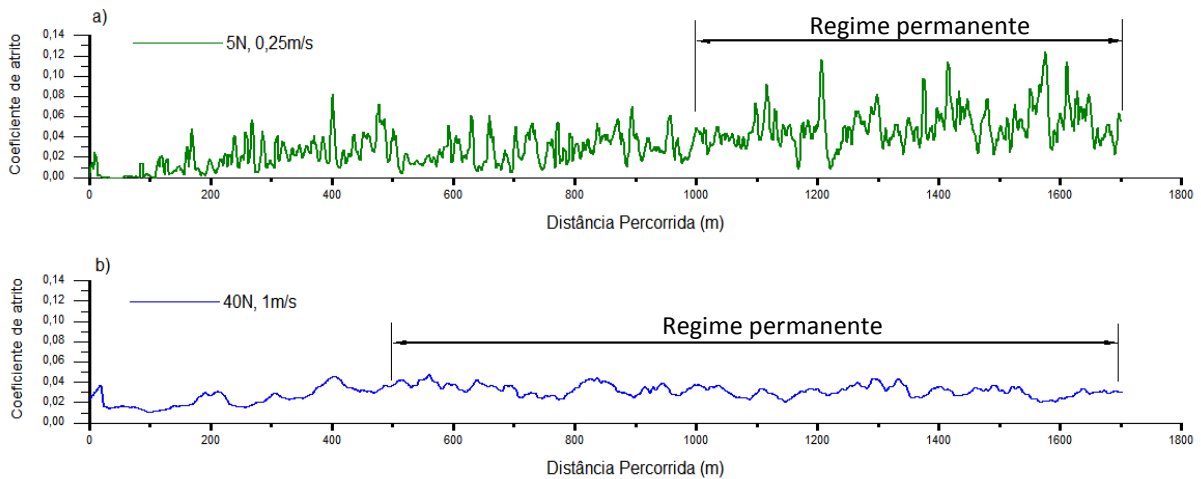 a)
Regime permanente
5N, 0,25m/s
Coeficiente de atrito
0,14
0,12
0,10
0,08
0,06
0,04
0,02
0,00
0 200 400 600 800 1000 1200 1400 1600 1800
Distância Percorrida (m)
b)
40N, 1m/s
Regime permanente
Coeficiente de atrito
0,14
0,12
0,10
0,08
0,06
0,04
0,02
0,00
0 200 400 600 800 1000 1200 1400 1600 1800
Distância Percorrida (m)